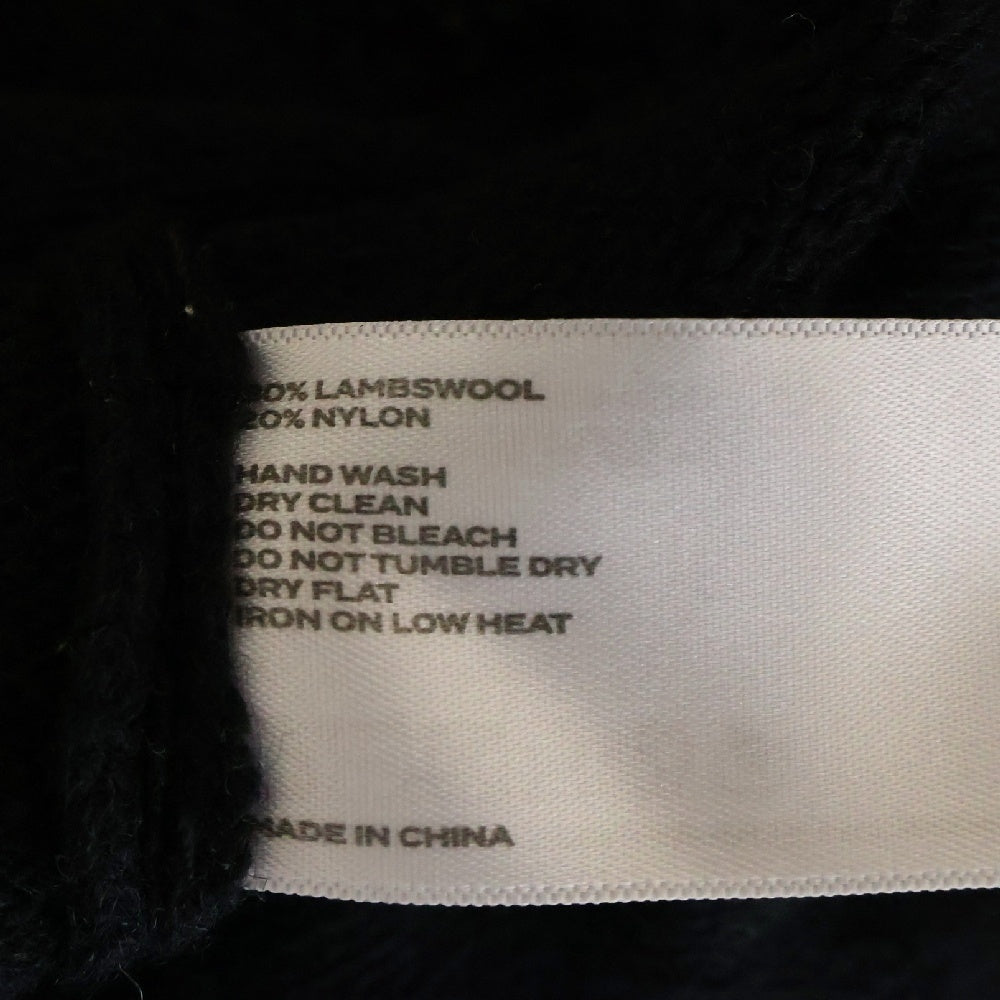 80% LAMBSWOOL
20% NYLON
HAND WASH
DRY CLEAN
DO NOT BLEACH
DO NOT TUMBLE DRY
DRY FLAT
IRON ON LOW HEAT
MADE IN CHINA